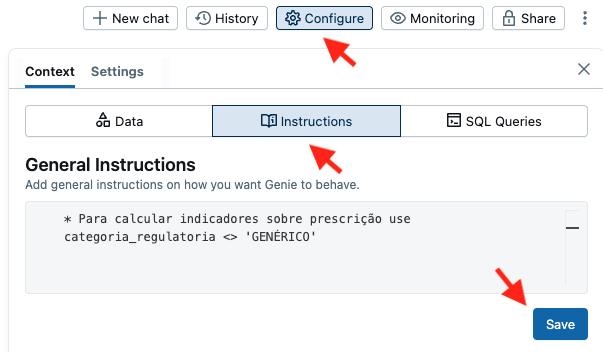 New chat
History
Configure
Monitoring
Share
Context
Settings
Data
Instructions
SQL Queries
General Instructions
Add general instructions on how you want Genie to behave.
* Para calcular indicadores sobre prescrição use
categoria_regulatoria <> 'GENÉRICO'
Save